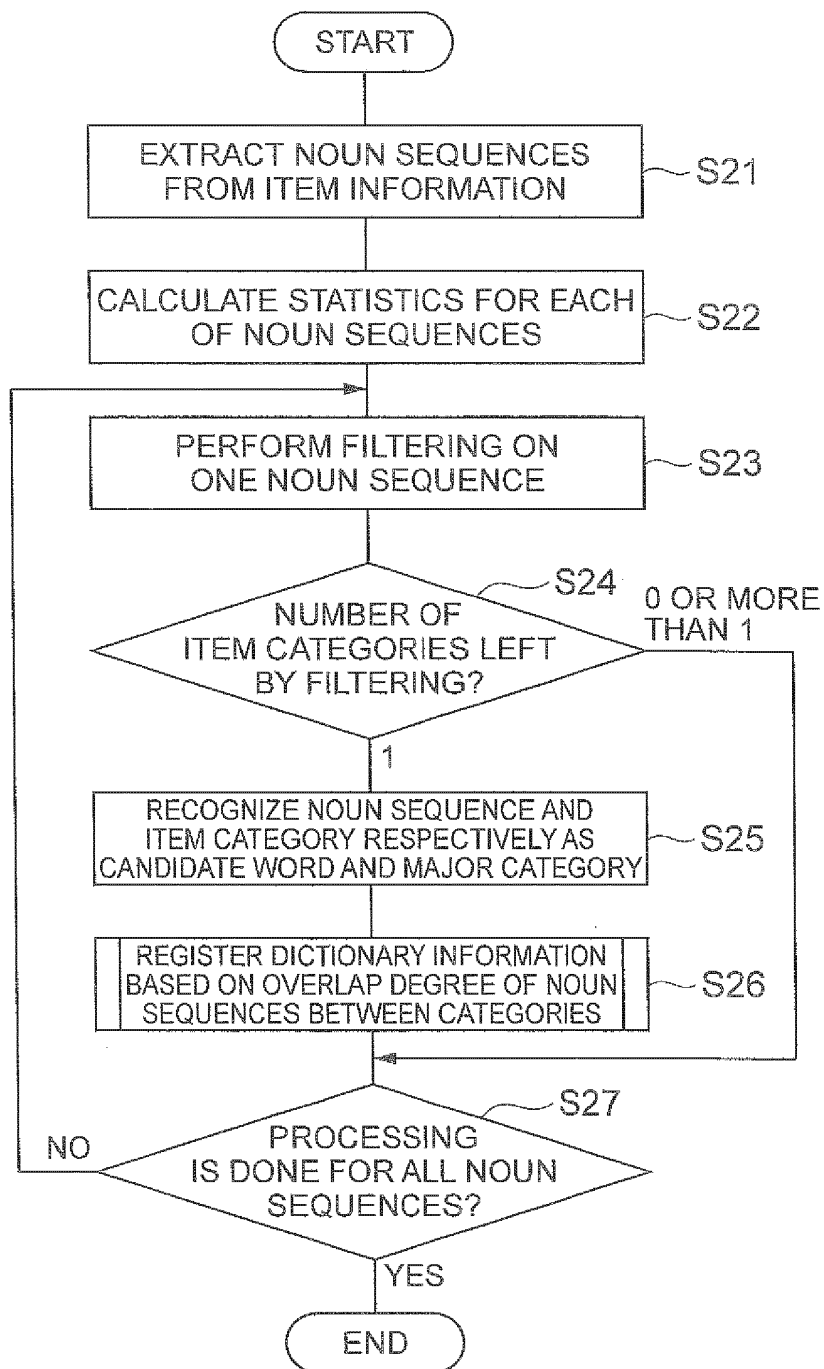 START
EXTRACT NOUN SEQUENCES
FROM ITEM INFORMATION
S21
CALCULATE STATISTICS FOR EACH
OF NOUN SEQUENCES
S22
PERFORM FILTERING ON
ONE NOUN SEQUENCE
S23
S24
NUMBER OF
ITEM CATEGORIES LEFT
BY FILTERING?
0 OR MORE
THAN 1
1
RECOGNIZE NOUN SEQUENCE AND
ITEM CATEGORY RESPECTIVELY AS
CANDIDATE WORD AND MAJOR CATEGORY
S25
REGISTER DICTIONARY INFORMATION
BASED ON OVERLAP DEGREE OF NOUN
SEQUENCES BETWEEN CATEGORIES
S26
S27
NO
PROCESSING
IS DONE FOR ALL NOUN
SEQUENCES?
YES
END